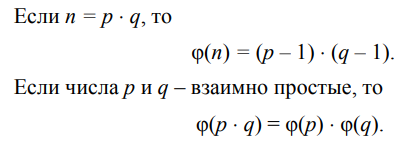 Если n = p · q, то
φ(n) = (p – 1) · (q – 1).
Если числа p и q – взаимно простые, то
φ(p · q) = φ(p) · φ(q).